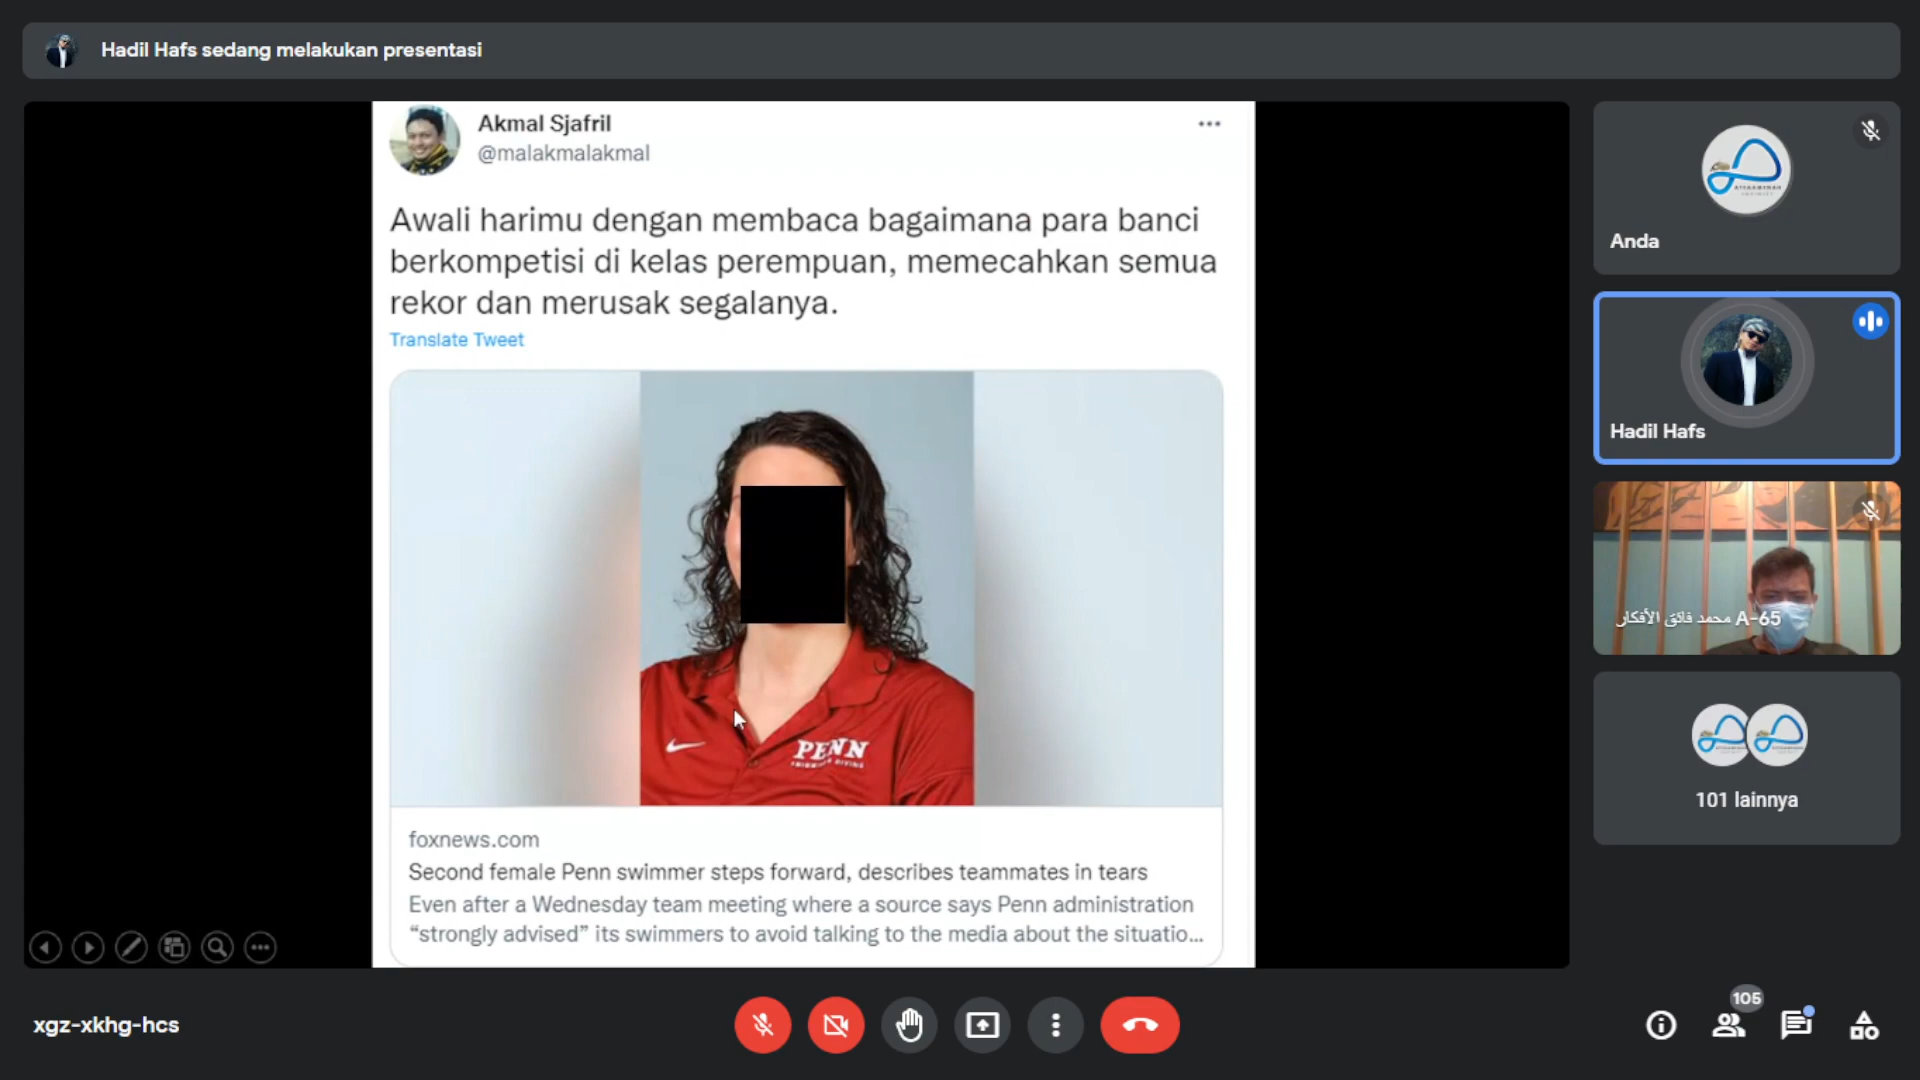 Hadil Hafs sedang melakukan presentasi
Akmal Sjafril
@malakmalakmal
Awali harimu dengan membaca bagaimana para banci
berkompetisi di kelas perempuan, memecahkan semua
rekor dan merusak segalanya.
Translate Tweet
PENN
foxnews.com
Second female Penn swimmer steps forward, describes teammates in tears
Even after a Wednesday team meeting where a source says Penn administration
“strongly advised” its swimmers to avoid talking to the media about the situatio...
Anda
Hadil Hafs
A-65 محمد فائق الأفكار
101 lainnya
xgz-xkhg-hcs
105